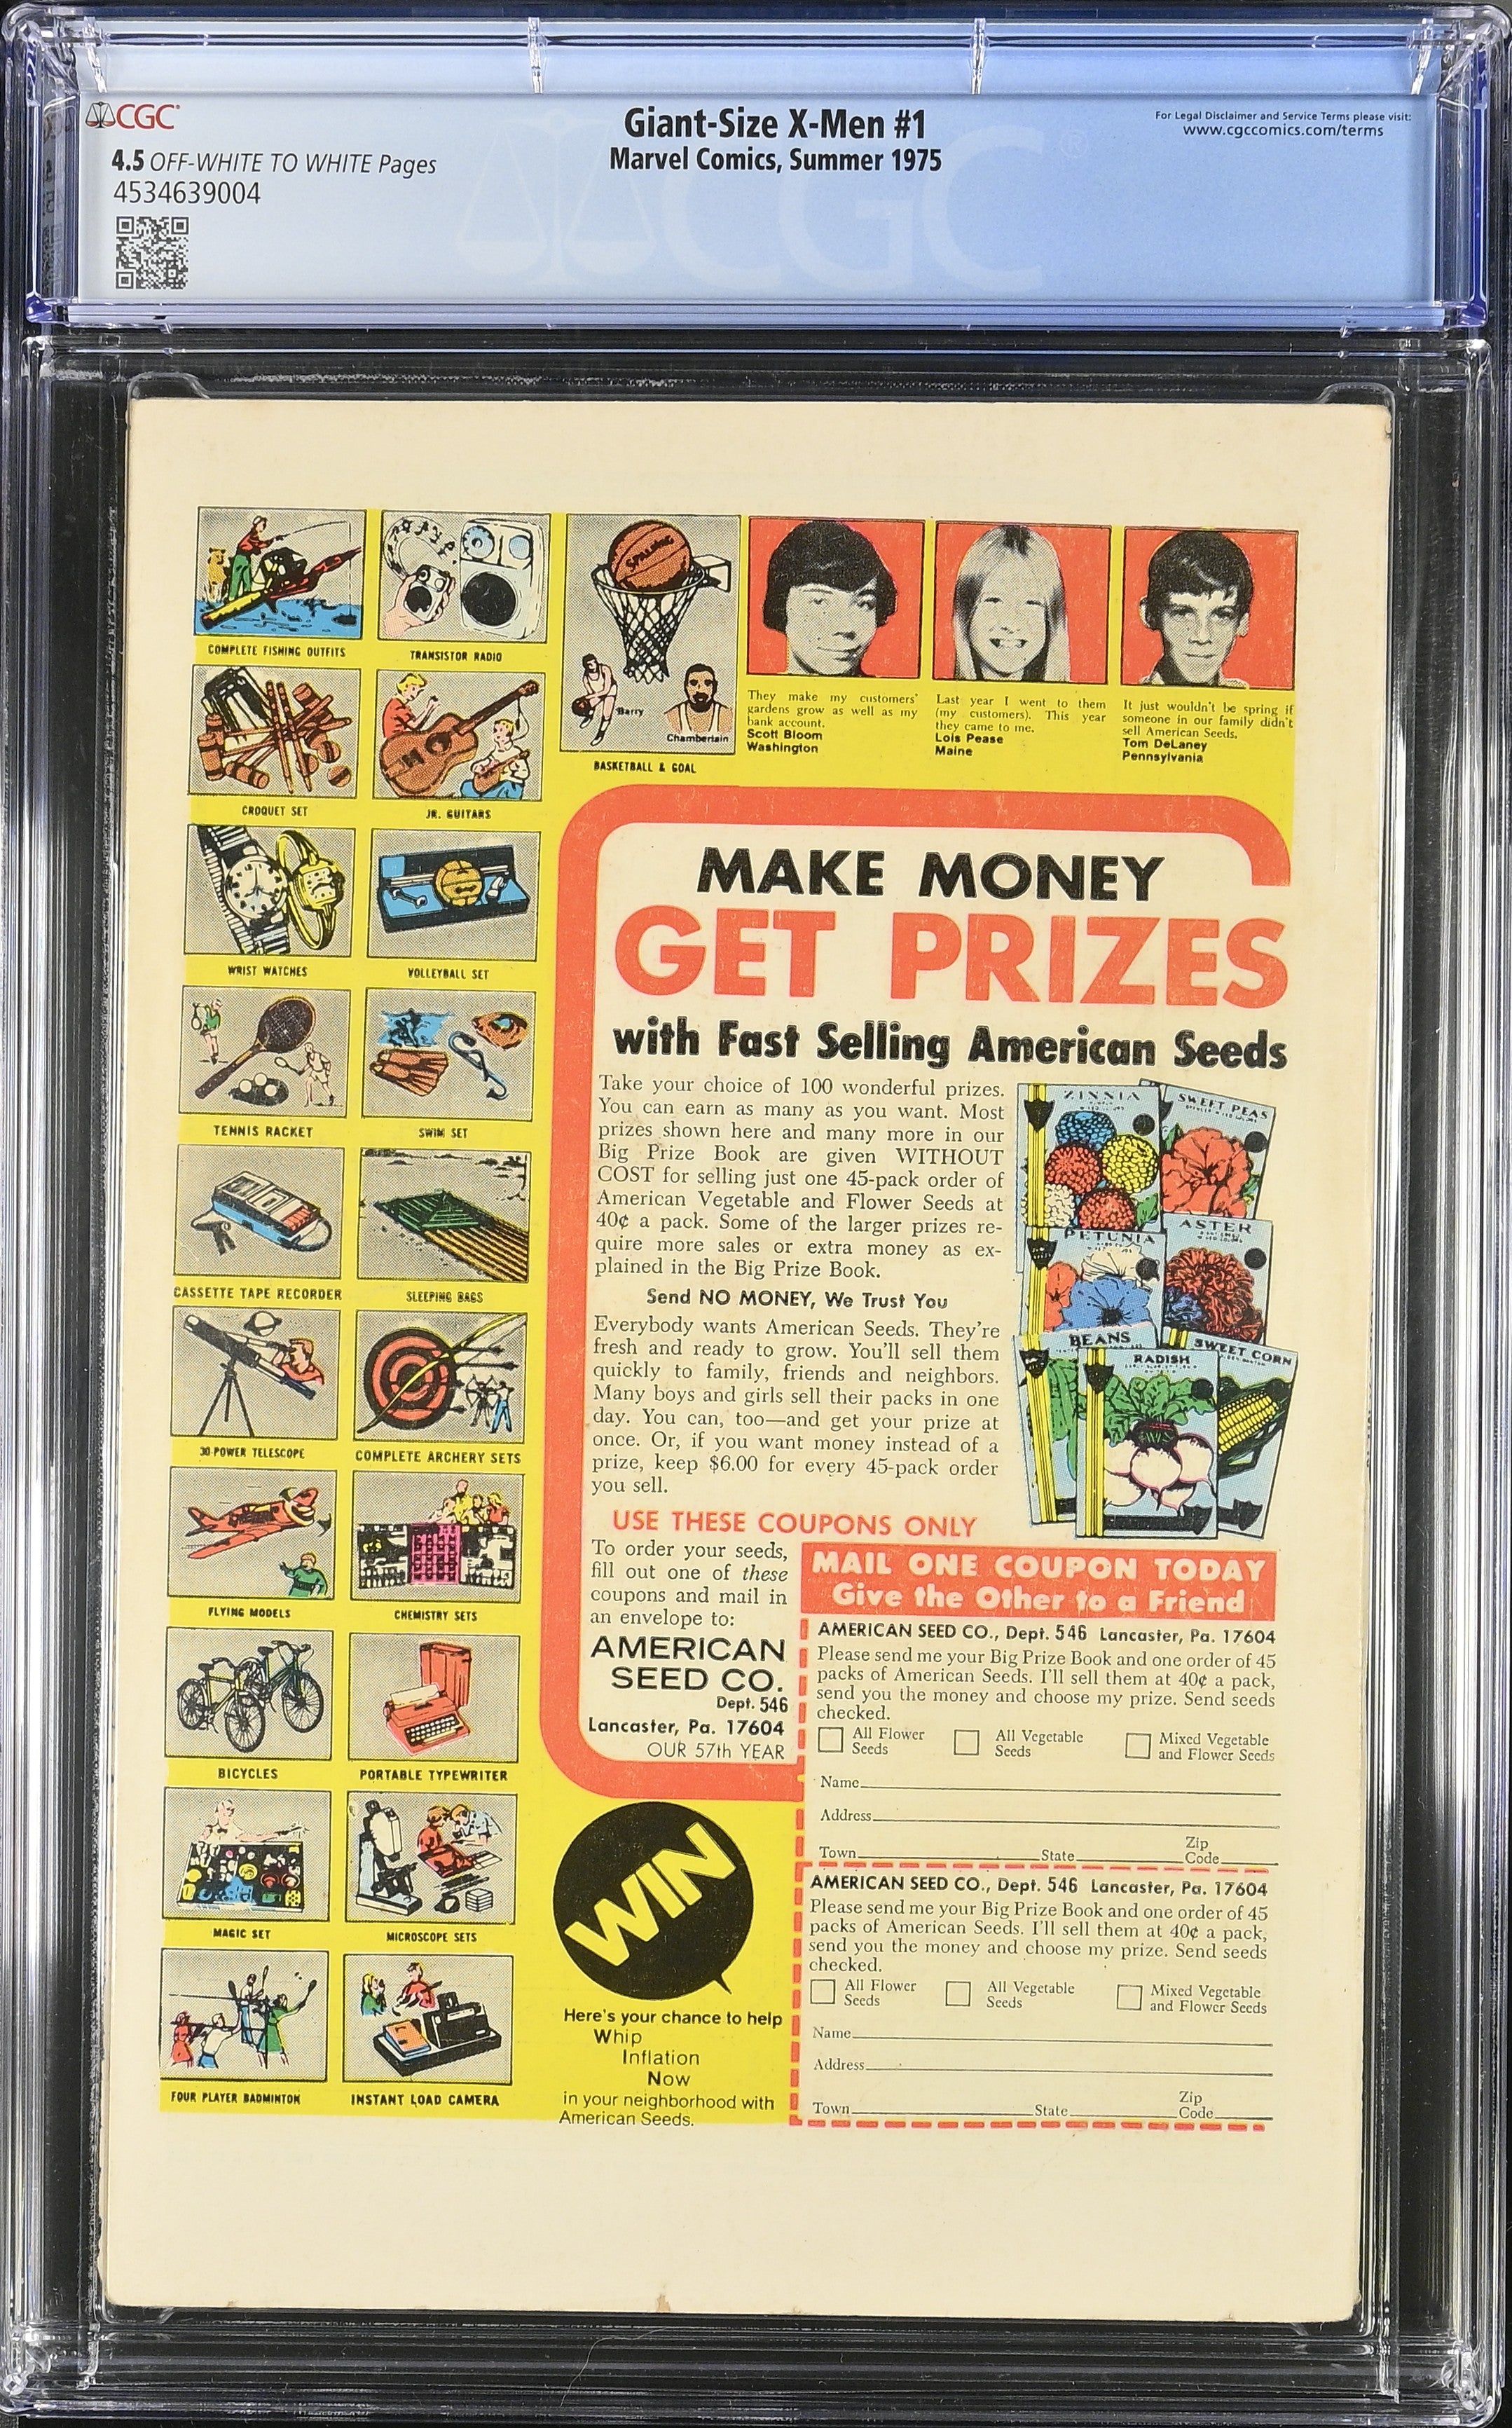 CGC
4.5 OFF-WHITE TO WHITE Pages
4534639004
Giant-Size X-Men #1
Marvel Comics, Summer 1975
For Legal Disclaimer and Service Terms please visit:
www.cgccomics.com/terms
CGC
COMPLETE FISHING OUTFITS
TRANSISTOR RADIO
CROQUET SET
JR. GUITARS
WRIST WATCHES
VOLLEYBALL SET
TENNIS RACKET
SWIM SET
CASSETTE TAPE RECORDER
SLEEPING BAGS
30-POWER TELESCOPE
COMPLETE ARCHERY SETS
FLYING MODELS
CHEMISTRY SETS
BICYCLES
PORTABLE TYPEWRITER
MAGIC SET
MICROSCOPE SETS
FOUR PLAYER BADMINTON
INSTANT LOAD CAMERA
SPALDING
Barry
Chamberlain
BASKETBALL & GOAL
They make my customers'
gardens grow as well as my
bank account.
Scott Bloom
Washington
Last year I went to them
(my customers). This year
they came to me.
Lois Pease
Maine
It just wouldn't be spring if
someone in our family didn't
sell American Seeds.
Tom DeLaney
Pennsylvania
MAKE MONEY
GET PRIZES
with Fast Selling American Seeds
Take your choice of 100 wonderful prizes.
You can earn as many as you want. Most
prizes shown here and many more in our
Big Prize Book are given WITHOUT
COST for selling just one 45-pack order of
American Vegetable and Flower Seeds at
40¢ a pack. Some of the larger prizes re-
quire more sales or extra money as ex-
plained in the Big Prize Book.
Send NO MONEY, We Trust You
Everybody wants American Seeds. They're
fresh and ready to grow. You'll sell them
quickly to family, friends and neighbors.
Many boys and girls sell their packs in one
day. You can, too—and get your prize at
once. Or, if you want money instead of a
prize, keep $6.00 for every 45-pack order
you sell.
ZINNIA
SWEET PEAS
PETUNIA
ASTER
BEANS
RADISH
SWEET CORN
USE THESE COUPONS ONLY
To order your seeds,
fill out one of these
coupons and mail in
an envelope to:
AMERICAN
SEED CO.
Dept. 546
Lancaster, Pa. 17604
OUR 57th YEAR
MAIL ONE COUPON TODAY
Give the Other to a Friend
AMERICAN SEED CO., Dept. 546 Lancaster, Pa. 17604
Please send me your Big Prize Book and one order of 45
packs of American Seeds. I'll sell them at 40¢ a pack,
send you the money and choose my prize. Send seeds
checked.
All Flower Seeds
All Vegetable Seeds
Mixed Vegetable and Flower Seeds
Name
Address
Town State Zip Code
AMERICAN SEED CO., Dept. 546 Lancaster, Pa. 17604
Please send me your Big Prize Book and one order of 45
packs of American Seeds. I'll sell them at 40¢ a pack,
send you the money and choose my prize. Send seeds
checked.
All Flower Seeds
All Vegetable Seeds
Mixed Vegetable and Flower Seeds
Name
Address
Town State Zip Code
WIN
Here's your chance to help
Whip
Inflation
Now
in your neighborhood with
American Seeds.